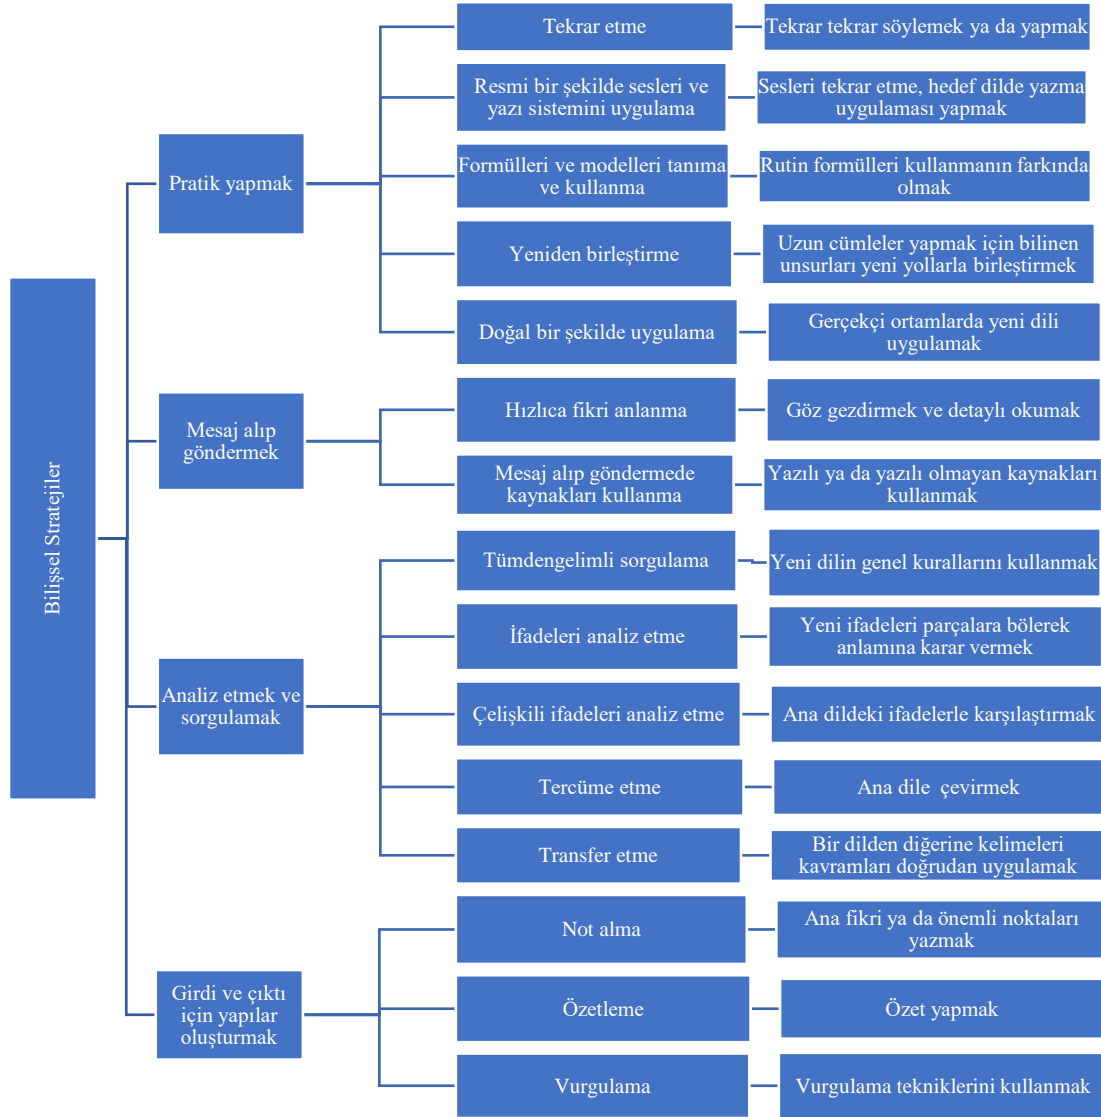 Bilişsel Stratejiler
Pratik yapmak
Tekrar etme
Tekrar tekrar söylemek ya da yapmak
Resmi bir şekilde sesleri ve
yazı sistemini uygulama
Sesleri tekrar etme, hedef dilde yazma
uygulaması yapmak
Formülleri ve modelleri tanıma
ve kullanma
Rutin formülleri kullanmanın farkında
olmak
Yeniden birleştirme
Uzun cümleler yapmak için bilinen
unsurları yeni yollarla birleştirmek
Doğal bir şekilde uygulama
Gerçekçi ortamlarda yeni dili
uygulamak
Mesaj alıp
göndermek
Hızlıca fikri anlanma
Göz gezdirmek ve detaylı okumak
Mesaj alıp göndermede
kaynakları kullanma
Yazılı ya da yazılı olmayan kaynakları
kullanmak
Analiz etmek ve
sorgulamak
Tümdengelimli sorgulama
Yeni dilin genel kurallarını kullanmak
İfadeleri analiz etme
Yeni ifadeleri parçalara bölerek
anlamına karar vermek
Çelişkili ifadeleri analiz etme
Ana dildeki ifadelerle karşılaştırmak
Tercüme etme
Ana dile çevirmek
Transfer etme
Bir dilden diğerine kelimeleri
kavramları doğrudan uygulamak
Girdi ve çıktı
için yapılar
oluşturmak
Not alma
Ana fikri ya da önemli noktaları
yazmak
Özetleme
Özet yapmak
Vurgulama
Vurgulama tekniklerini kullanmak